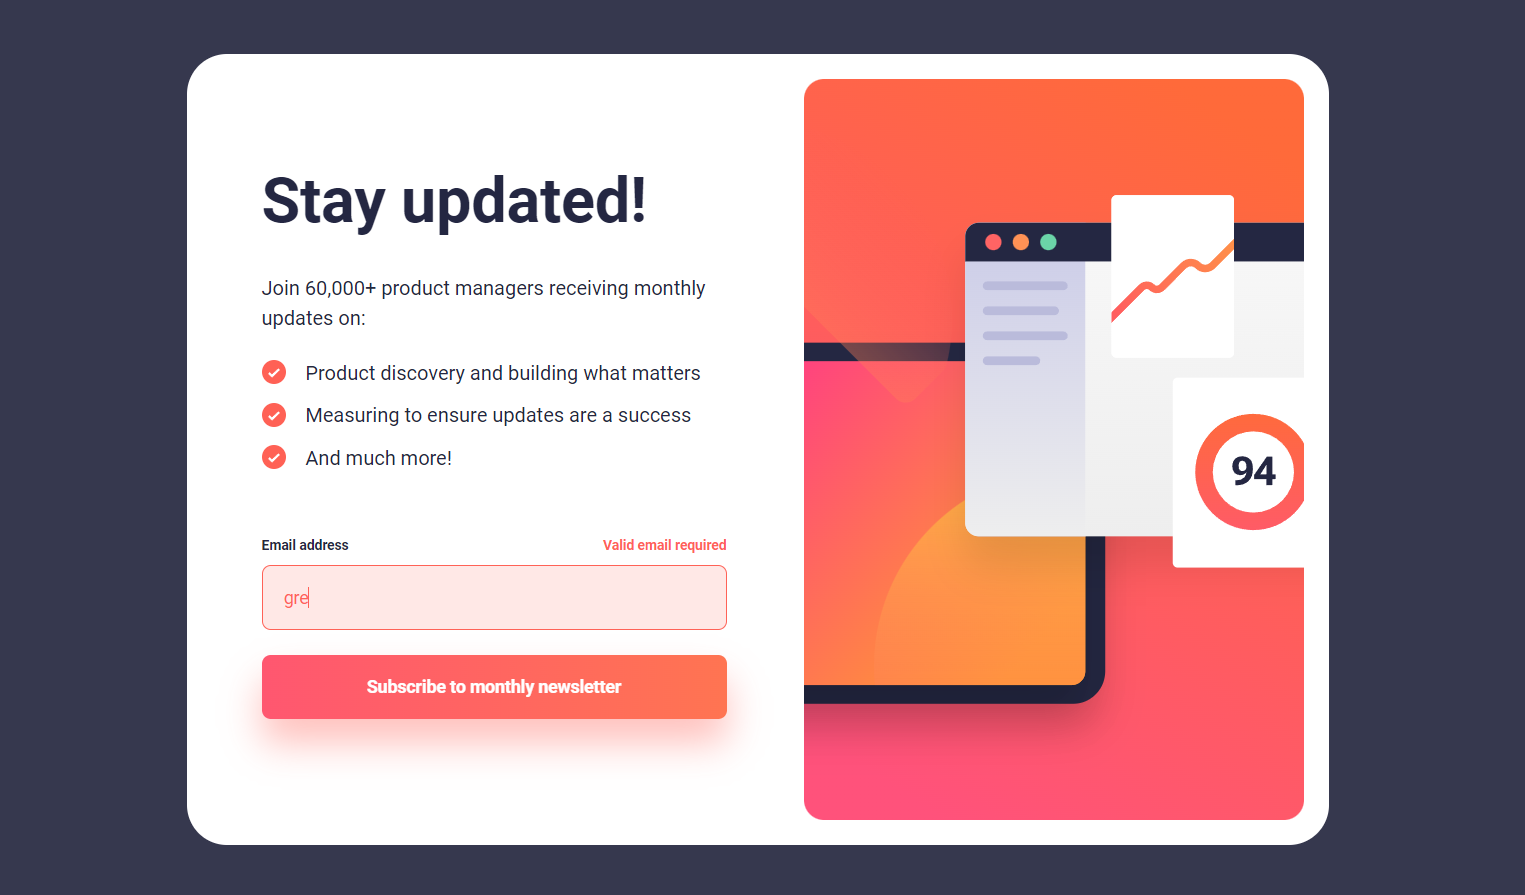 Stay updated!
Join 60,000+ product managers receiving monthly
updates on:
Product discovery and building what matters
Measuring to ensure updates are a success
And much more!
Email address
Valid email required
gre
Subscribe to monthly newsletter
94